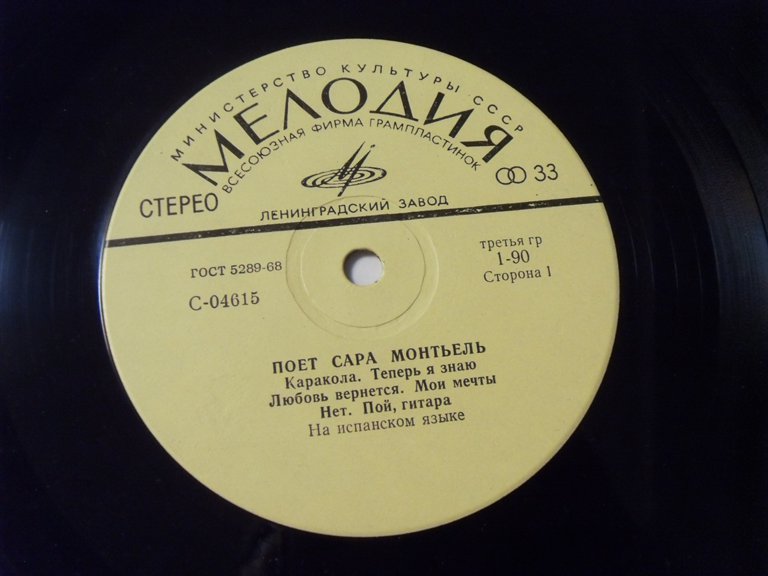 МИНИСТЕРСТВО КУЛЬТУРЫ СССР
МЕЛОДИЯ
ВСЕСОЮЗНАЯ ФИРМА ГРАМПЛАСТИНОК
СТЕРЕО
33
ЛЕНИНГРАДСКИЙ ЗАВОД
ГОСТ 5289-68
третья гр
1-90
С-04615
Сторона 1
ПОЕТ САРА МОНТЬЕЛЬ
Каракола. Теперь я знаю
Любовь вернется. Мои мечты
Нет. Пой, гитара
На испанском языке